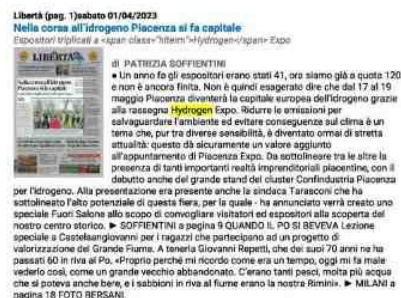 Libertà (pag. 1)sabato 01/04/2023
Nella corsa all'idrogeno Piacenza si fa capitale
Espositori triplicati a <span class="hiterm">Hydrogen</span> Expo
LIBERTÀ
di PATRIZIA SOFFIENTINI
● Un anno fa gli espositori erano stati 41, ora siamo già a quota 120
e non è ancora finita. Non è quindi esagerato dire che dal 17 al 19
maggio Piacenza diventerà la capitale europea dell'idrogeno grazie
alla rassegna Hydrogen Expo. Ridurre le emissioni per
salvaguardare l'ambiente ed evitare conseguenze sul clima è un
tema che, pur tra diverse sensibilità, è diventato ormai di stretta
attualità: questo dà sicuramente un valore aggiunto
all'appuntamento di Piacenza Expo. Da sottolineare tra le altre la
presenza di tanti importanti realtà imprenditoriali piacentine, con il
debutto anche del grande stand del cluster Confindustria Piacenza
per l'idrogeno. Alla presentazione era presente anche la sindaca Tarasconi che ha
sottolineato l'alto potenziale di questa fiera, per la quale - ha annunciato verrà creato uno
speciale Fuori Salone allo scopo di convogliare visitatori ed espositori alla scoperta del
nostro centro storico. ► SOFFIENTINI a pagina 9 QUANDO IL PO SI BEVEVA Lezione
speciale a Castelsangiovanni per i ragazzi che partecipano ad un progetto di
valorizzazione del Grande Fiume. A tenerla Giovanni Repetti, che dei suoi 70 anni ne ha
passati 60 in riva al Po. «Proprio perché mi ricordo come era un tempo, oggi mi fa male
vederlo così, come un grande vecchio abbandonato. C'erano tanti pesci, molta più acqua
che si poteva anche bere, e i sabbioni in riva al fiume erano la nostra Rimini». ► MILANI a
pagina 18 FOTO BERSANI